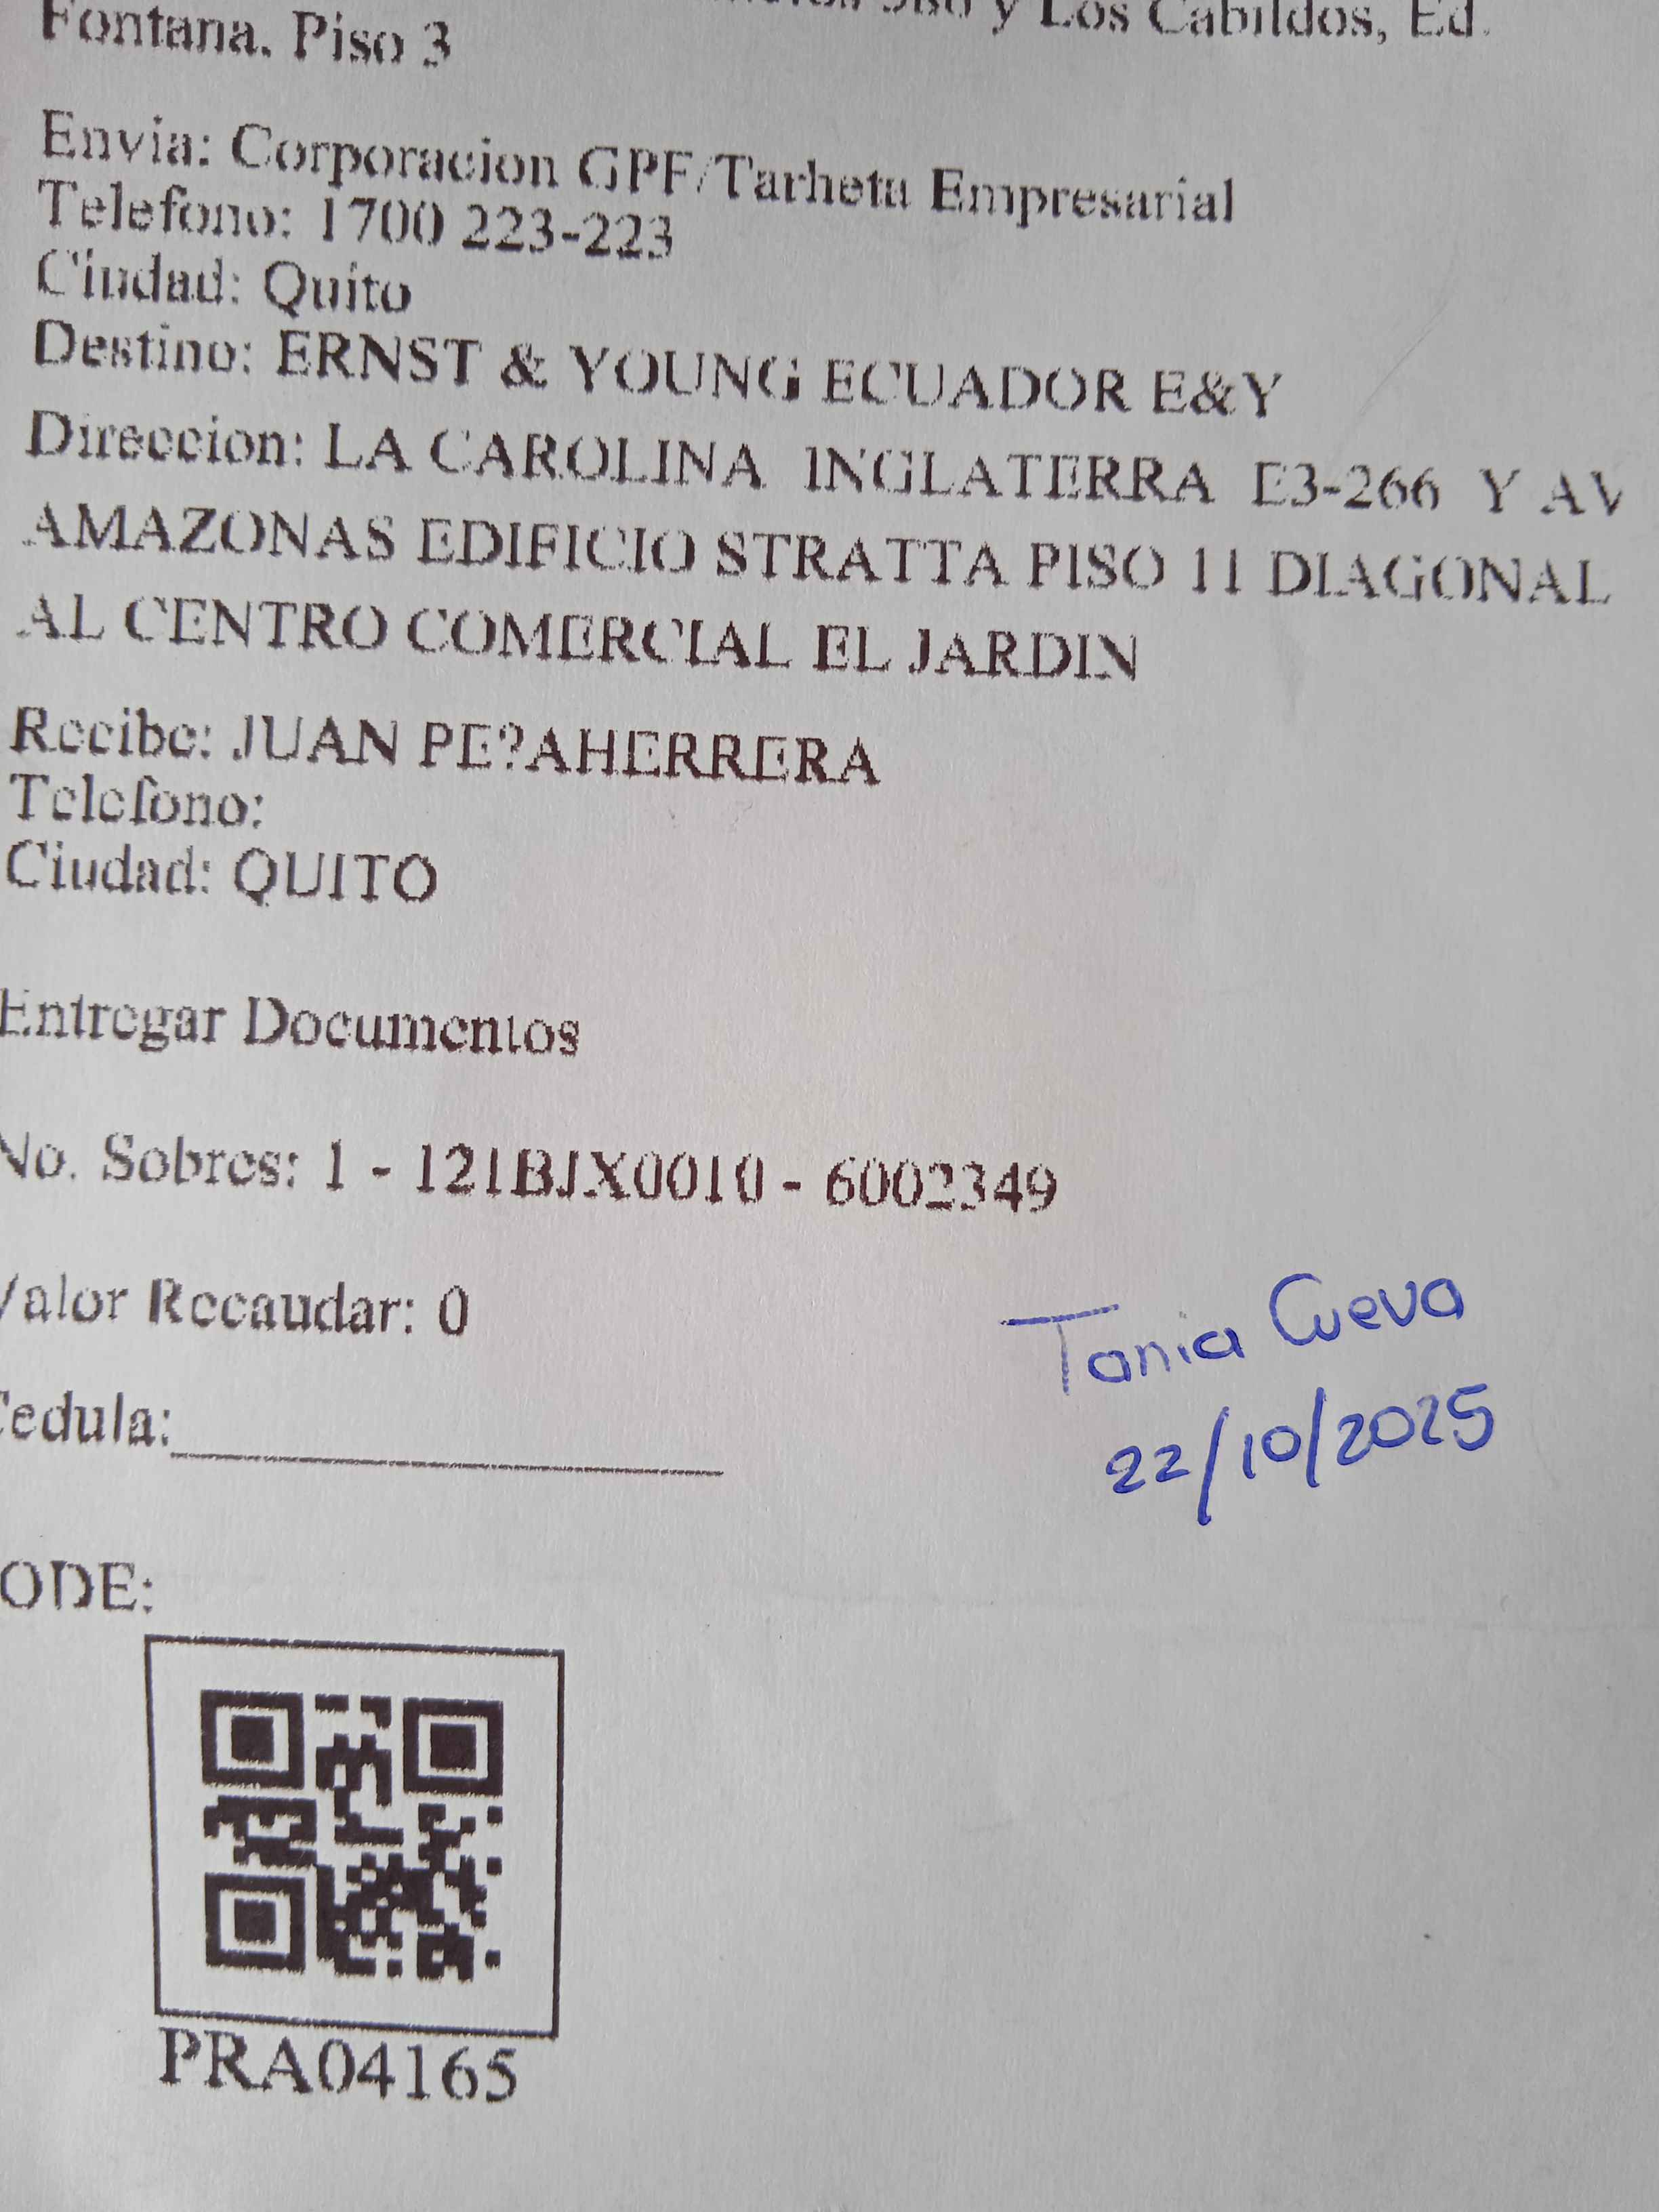 y Los Cabildos, Ed.
Fontana. Piso 3
Envia: Corporacion GPF/Tarheta Empresarial
Telefono: 1700 223-223
Ciudad: Quito
Destino: ERNST & YOUNG ECUADOR E&Y
Direccion: LA CAROLINA INGLATERRA E3-266 Y AV
AMAZONAS EDIFICIO STRATTA PISO 11 DIAGONAL
AL CENTRO COMERCIAL EL JARDIN
Recibe: JUAN PE?AHERRERA
Telefono:
Ciudad: QUITO
Entregar Documentos
No. Sobres: 1 - 121BJX0010 - 6002349
Valor Recaudar: 0
Tania Cueva
22/10/2025
Cedula:
ODE:
PRA04165